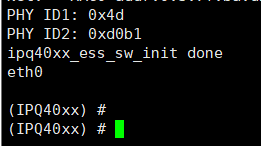 PHY ID1: 0x4d
PHY ID2: 0xd0b1
ipq40xx_ess_sw_init done
eth0
(IPQ40xx) #
(IPQ40xx) #